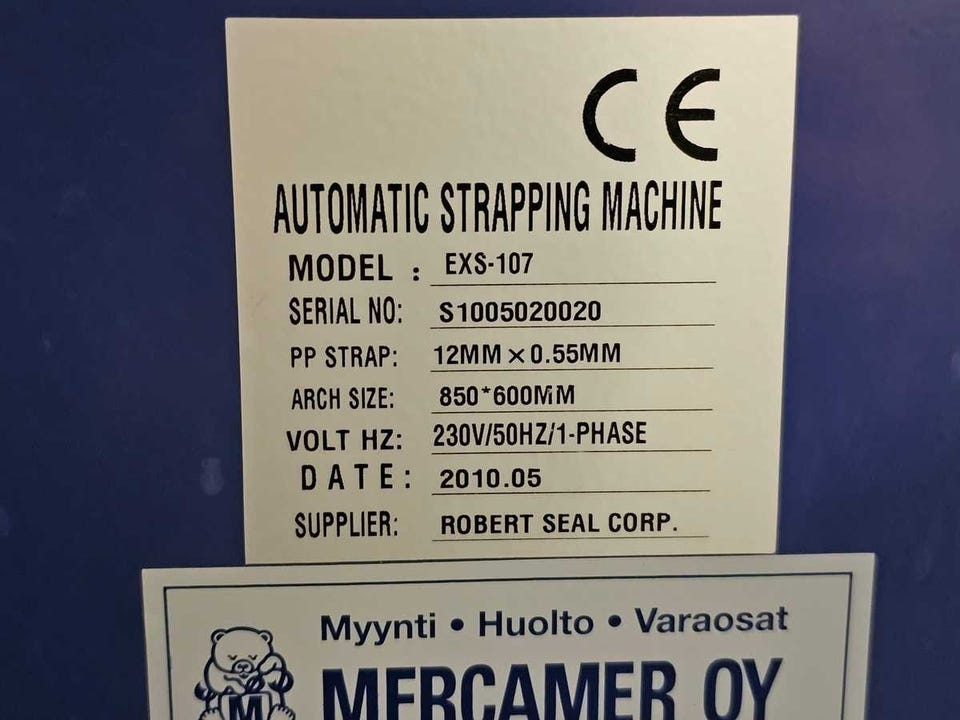 CE
AUTOMATIC STRAPPING MACHINE
MODEL : EXS-107
SERIAL NO: S1005020020
PP STRAP: 12MM×0.55MM
ARCH SIZE: 850*600MM
VOLT HZ: 230V/50HZ/1-PHASE
DATE: 2010.05
SUPPLIER: ROBERT SEAL CORP.
Myynti • Huolto • Varaosat
MERCAMER OY
M